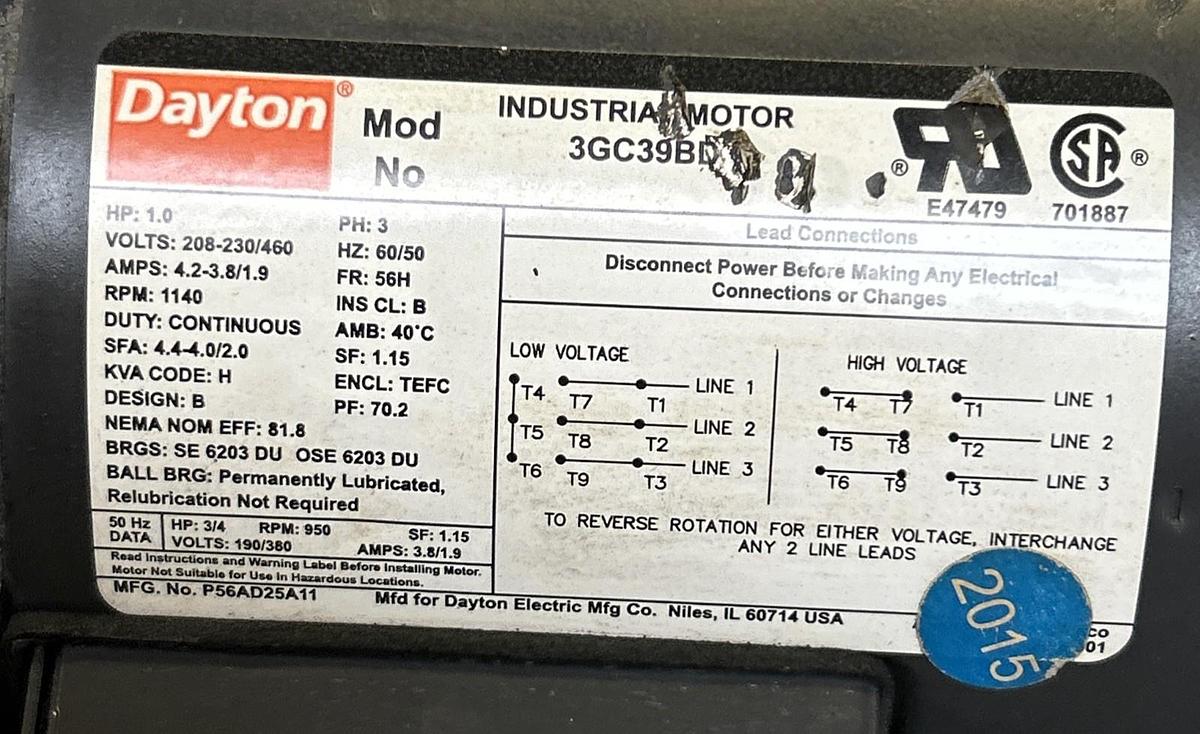 Dayton®
Mod
No
INDUSTRIAL MOTOR
3GC39BD
®
E47479
SA ®
701887
HP: 1.0
VOLTS: 208-230/460
AMPS: 4.2-3.8/1.9
RPM: 1140
DUTY: CONTINUOUS
SFA: 4.4-4.0/2.0
KVA CODE: H
DESIGN: B
NEMA NOM EFF: 81.8
BRGS: SE 6203 DU OSE 6203 DU
BALL BRG: Permanently Lubricated,
Relubrication Not Required
PH: 3
HZ: 60/50
FR: 56H
INS CL: B
AMB: 40°C
SF: 1.15
ENCL: TEFC
PF: 70.2
50 Hz
DATA
HP: 3/4 RPM: 950 SF: 1.15
VOLTS: 190/380 AMPS: 3.8/1.9
Read Instructions and Warning Label Before Installing Motor.
Motor Not Suitable for Use In Hazardous Locations.
MFG. No. P56AD25A11
Mfd for Dayton Electric Mfg Co. Niles, IL 60714 USA
Lead Connections
Disconnect Power Before Making Any Electrical
Connections or Changes
LOW VOLTAGE
T4 T7 T1 LINE 1
T5 T8 T2 LINE 2
T6 T9 T3 LINE 3
HIGH VOLTAGE
T4 T7 T1 LINE 1
T5 T8 T2 LINE 2
T6 T9 T3 LINE 3
TO REVERSE ROTATION FOR EITHER VOLTAGE, INTERCHANGE
ANY 2 LINE LEADS
2015